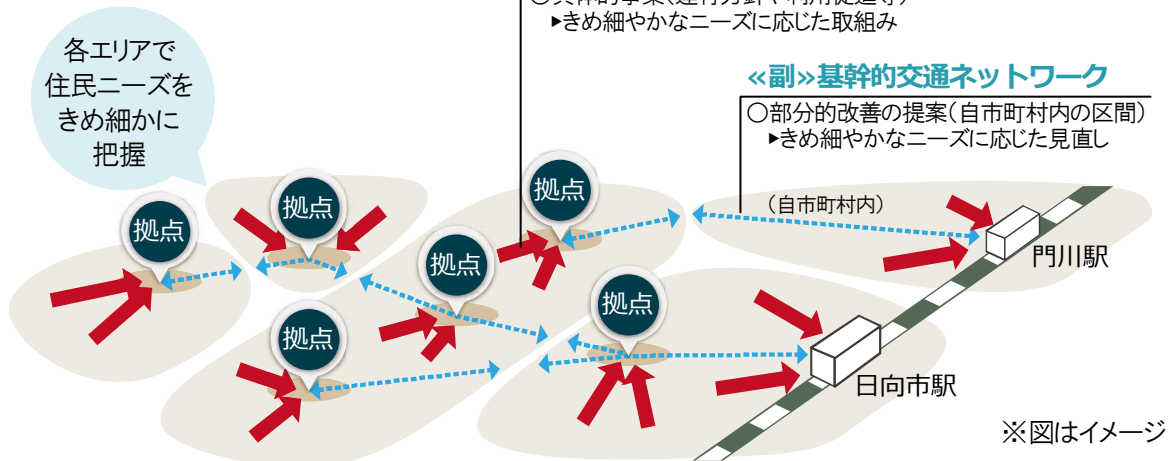 ▶きめ細やかなニーズに応じた取組み
各エリアで
住民ニーズを
きめ細かに
把握
≪副≫基幹的交通ネットワーク
○部分的改善の提案（自市町村内の区間）
▶きめ細やかなニーズに応じた見直し
（自市町村内）
拠点
拠点
拠点
拠点
拠点
拠点
門川駅
日向市駅
※図はイメージ